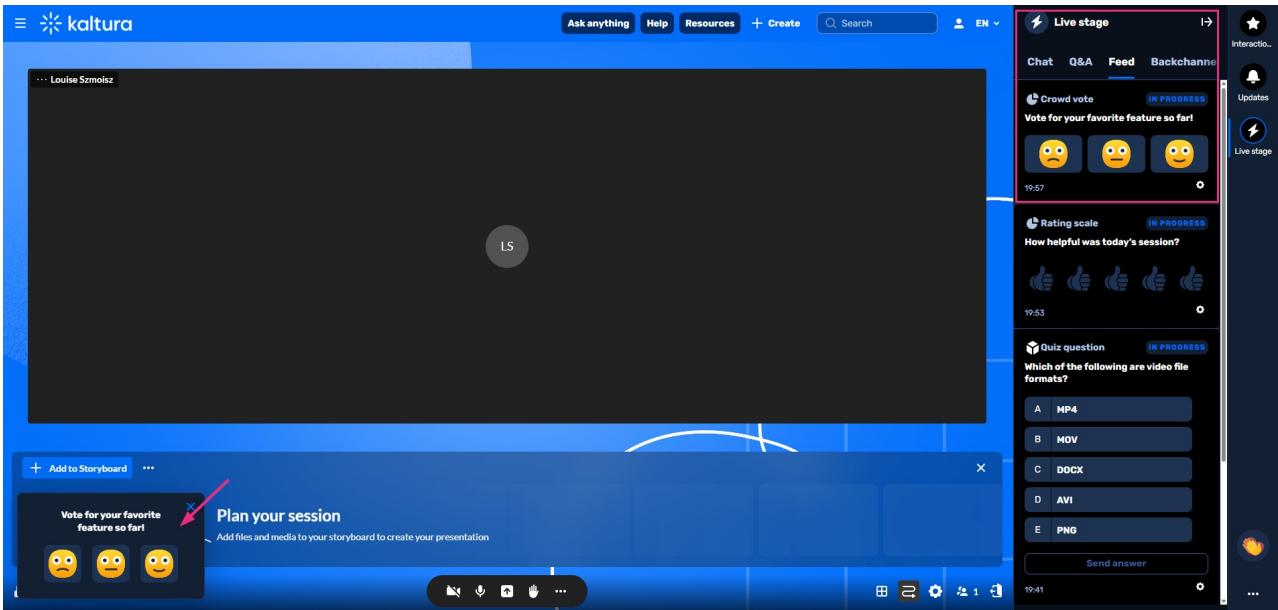 kaltura
Ask anything
Help
Resources
+ Create
Search
EN
··· Louise Szmoisz
LS
+ Add to Storyboard
Plan your session
Add files and media to your storyboard to create your presentation
Vote for your favorite
feature so far!
1
Live stage
Chat Q&A Feed Backchanne
Crowd vote IN PROGRESS
Vote for your favorite feature so far!
19:57
Rating scale IN PROGRESS
How helpful was today's session?
19:53
Quiz question IN PROGRESS
Which of the following are video file
formats?
A MP4
B MOV
C DOCX
D AVI
E PNG
Send answer
19:41
Interactio...
Updates
Live stage